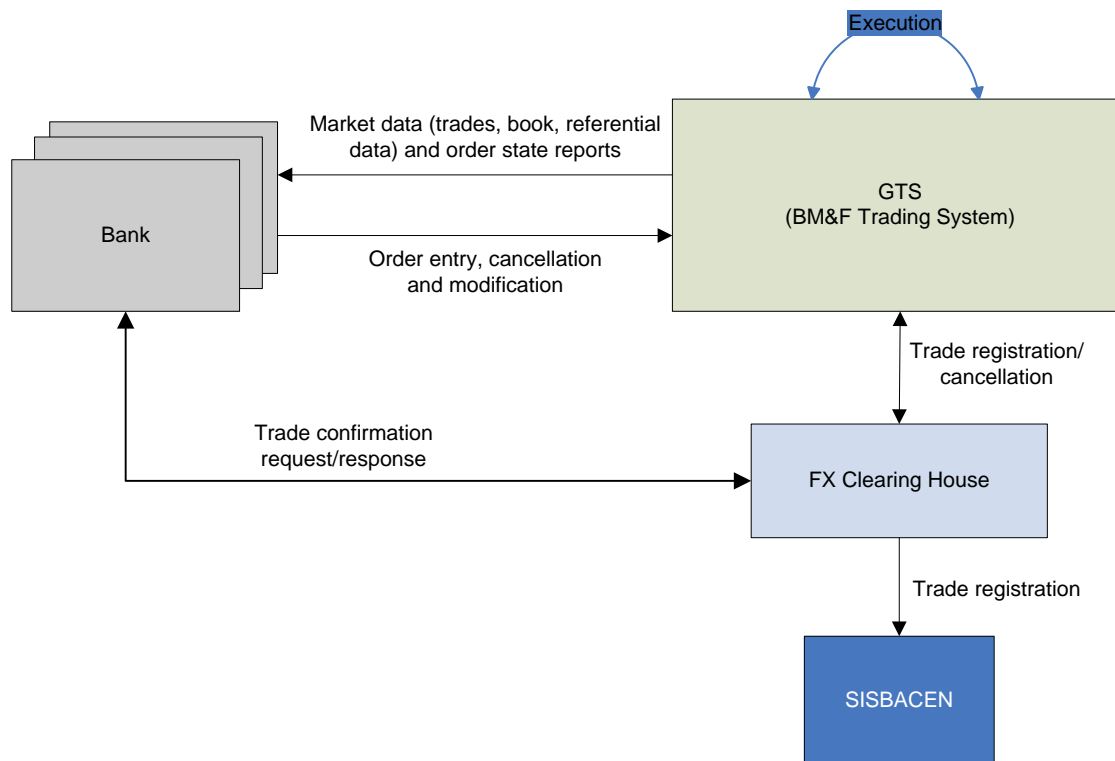 Execution
Market data (trades, book, referential
data) and order state reports
GTS
(BM&F Trading System)
Bank
Order entry, cancellation
and modification
Trade registration/
cancellation
Trade confirmation
request/response
FX Clearing House
Trade registration
SISBACEN